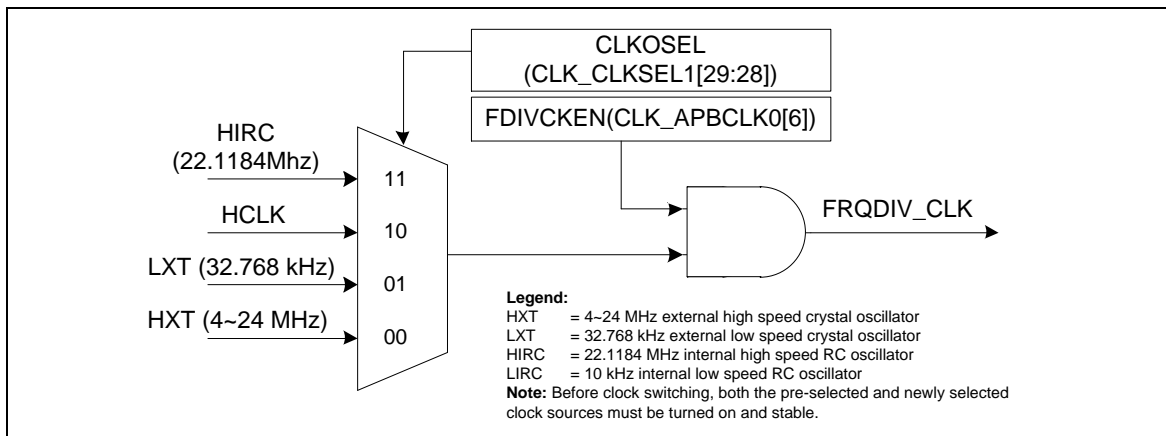 CLKOSEL
(CLK_CLKSEL1[29:28])
FDIVCKEN(CLK_APBCLK0[6])
HIRC
(22.1184Mhz)
11
HCLK
10
LXT (32.768 kHz)
01
HXT (4~24 MHz)
00
FRQDIV_CLK
Legend:
HXT = 4~24 MHz external high speed crystal oscillator
LXT = 32.768 kHz external low speed crystal oscillator
HIRC = 22.1184 MHz internal high speed RC oscillator
LIRC = 10 kHz internal low speed RC oscillator
Note: Before clock switching, both the pre-selected and newly selected
clock sources must be turned on and stable.